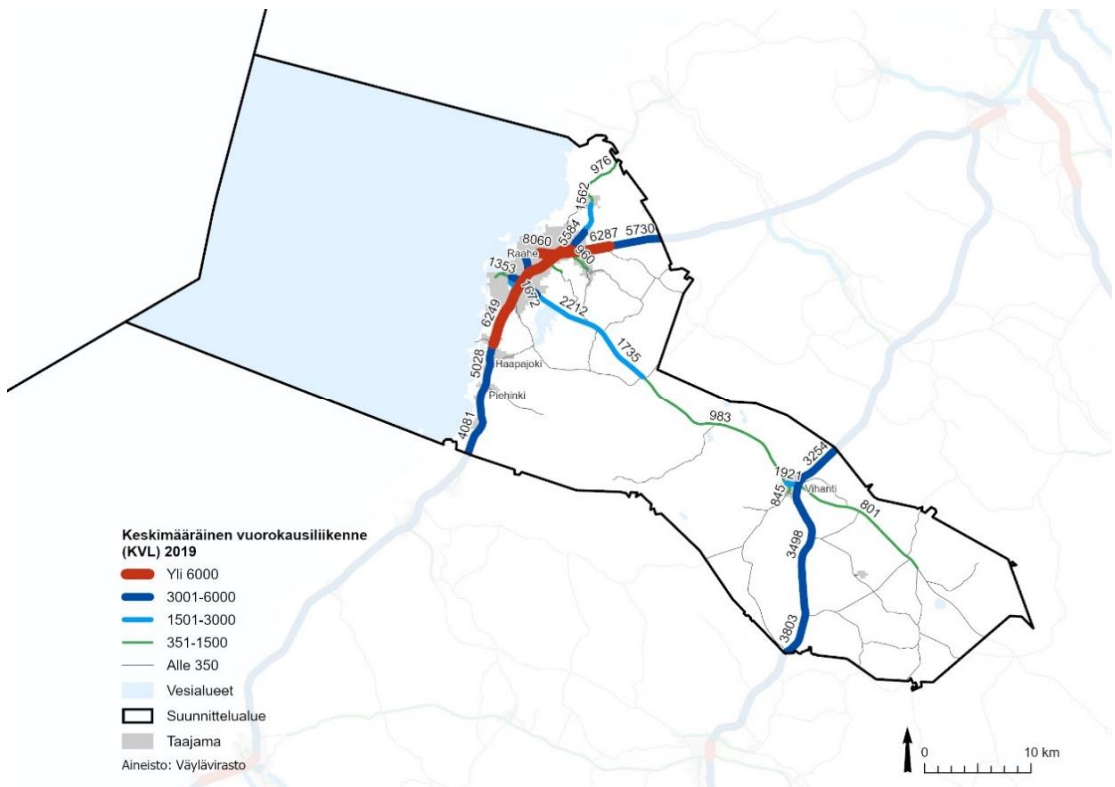 976
1562
5584
6287
5730
8060
960
Raahe
1353
1672
2212
6249
1735
5028
Haapajoki
Piehinki
4081
983
3254
1921
Vihanti
845
801
3498
3803
Keskimääräinen vuorokausiliikenne
(KVL) 2019
Yli 6000
3001-6000
1501-3000
351-1500
Alle 350
Vesialueet
Suunnittelualue
Taajama
Aineisto: Väylävirasto
0 10 km